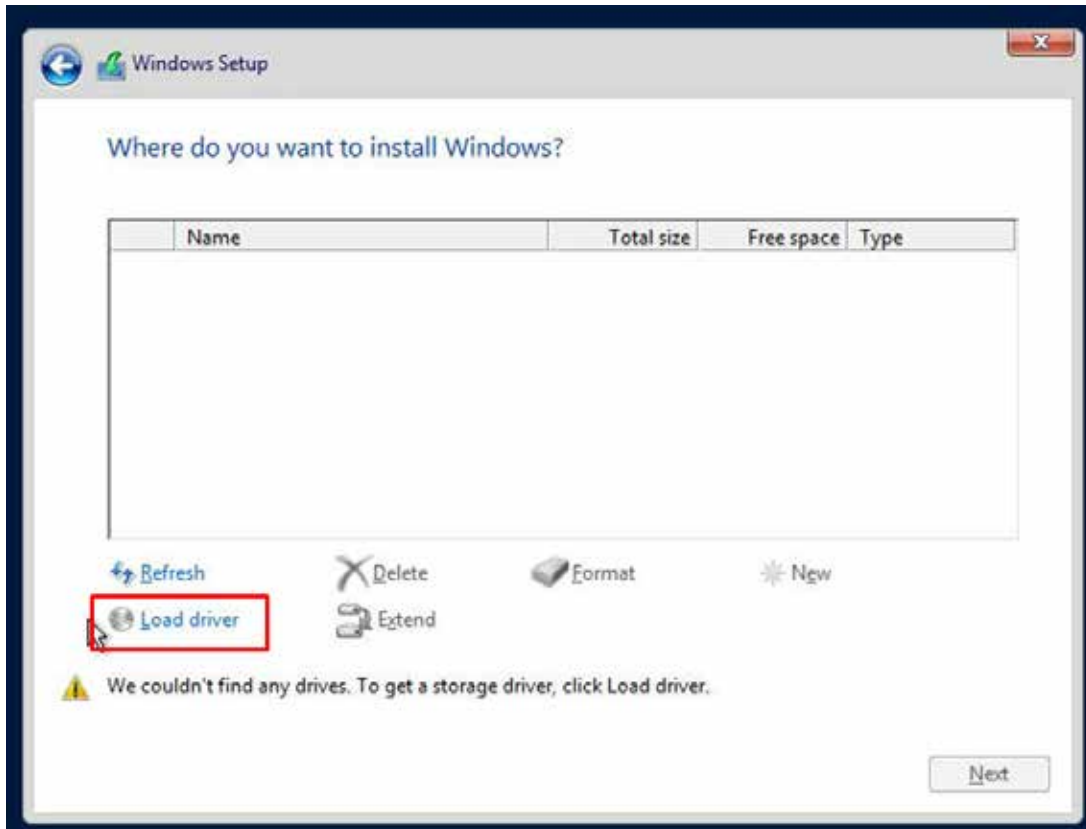 Windows Setup
Where do you want to install Windows?
Name Total size Free space Type
Refresh Delete Format New
Load driver Extend
We couldn't find any drives. To get a storage driver, click Load driver.
Next